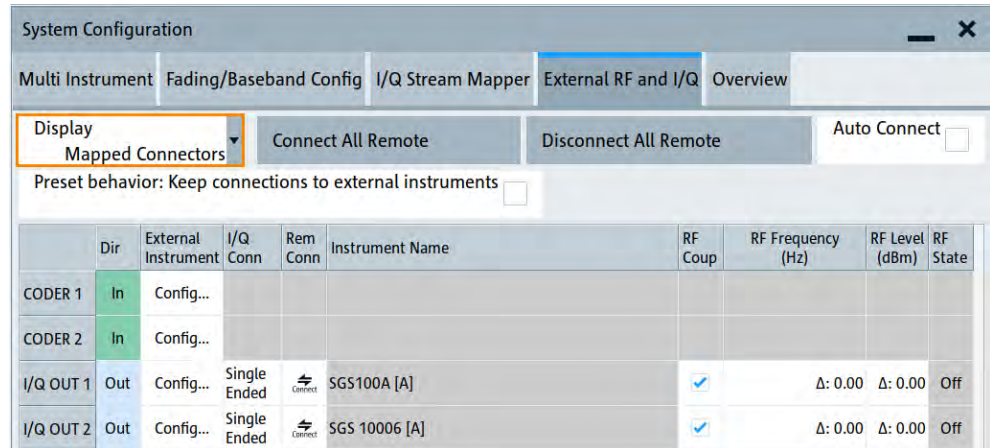 System Configuration
Multi Instrument Fading/Baseband Config I/Q Stream Mapper External RF and I/Q Overview
Display
Mapped Connectors
Connect All Remote
Disconnect All Remote
Auto Connect
Preset behavior: Keep connections to external instruments
Dir External Instrument I/Q Conn Rem Conn Instrument Name RF Coup RF Frequency (Hz) RF Level (dBm) RF State
CODER 1 In Config...
CODER 2 In Config...
I/Q OUT 1 Out Config... Single Ended Connect SGS100A [A] Δ: 0.00 Δ: 0.00 Off
I/Q OUT 2 Out Config... Single Ended Connect SGS 10006 [A] Δ: 0.00 Δ: 0.00 Off